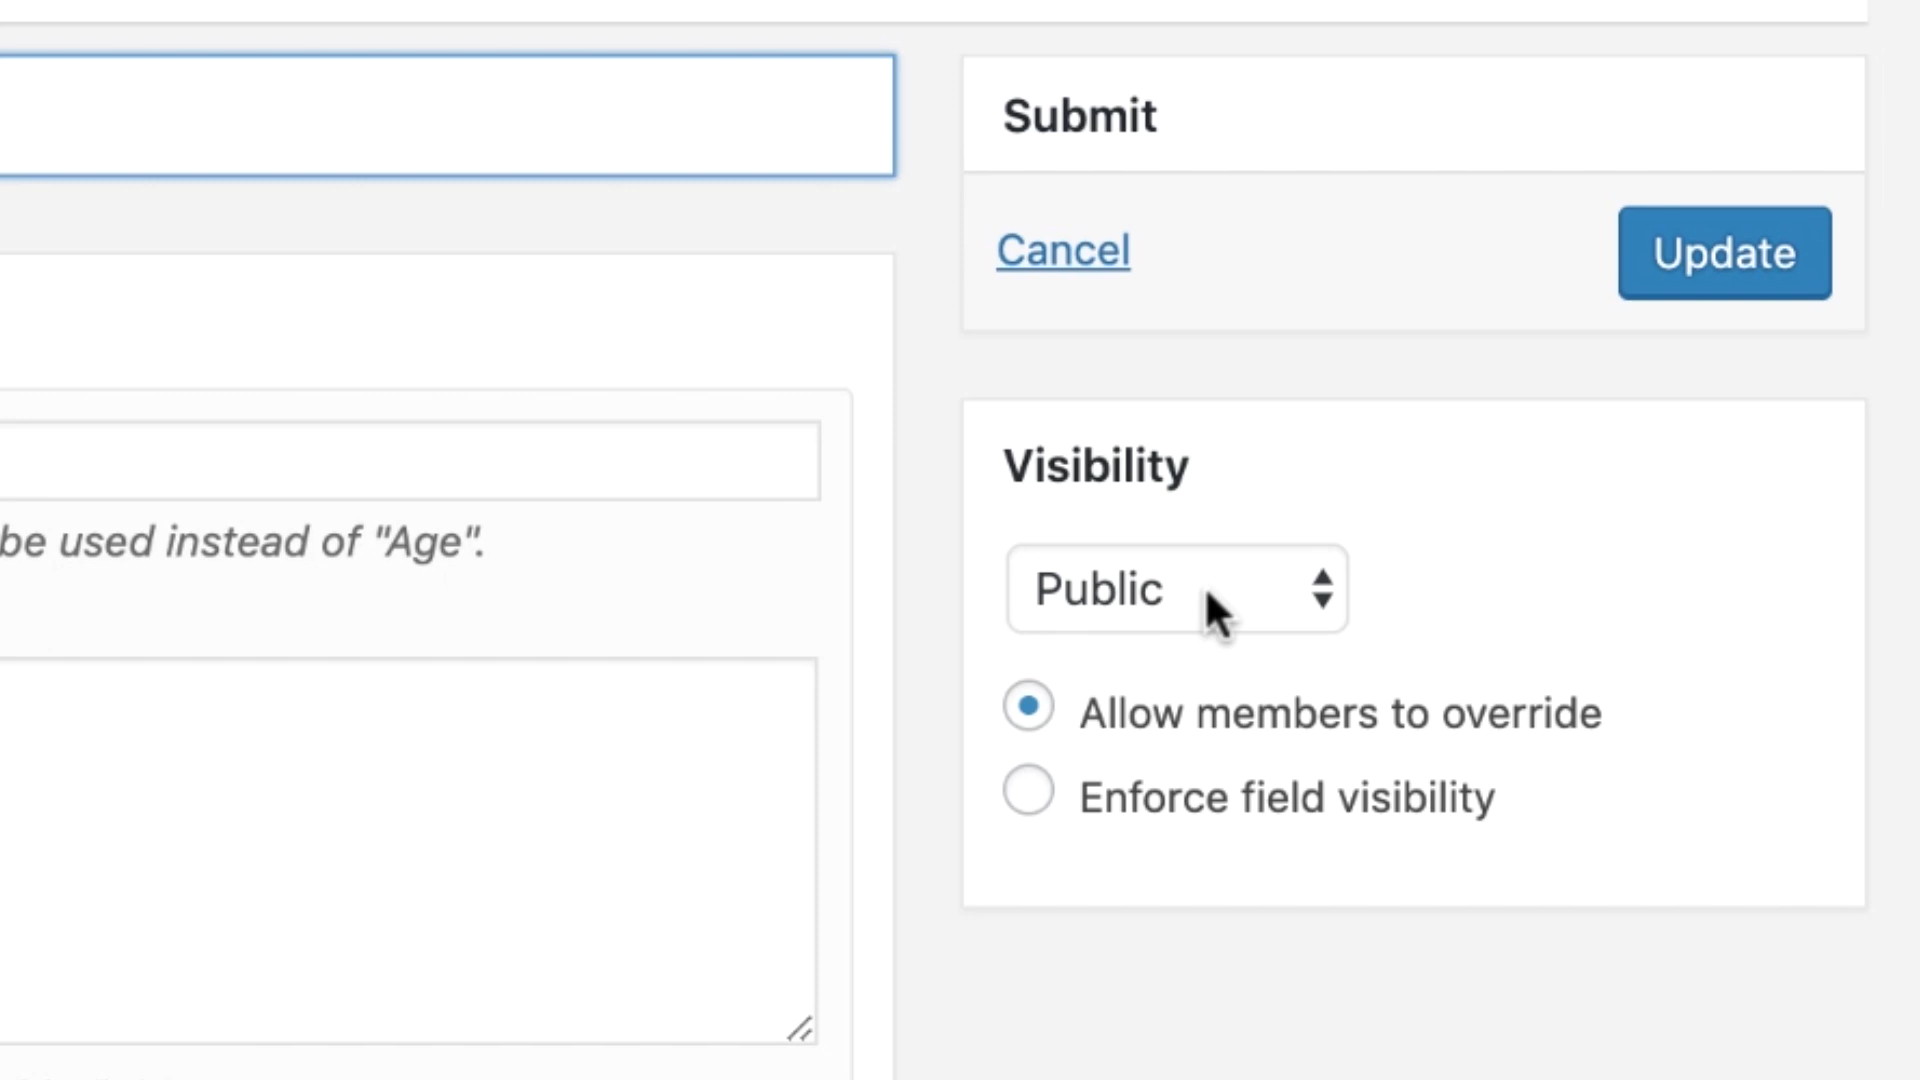 Submit
Cancel
Update
Visibility
be used instead of "Age".
Public
Allow members to override
Enforce field visibility